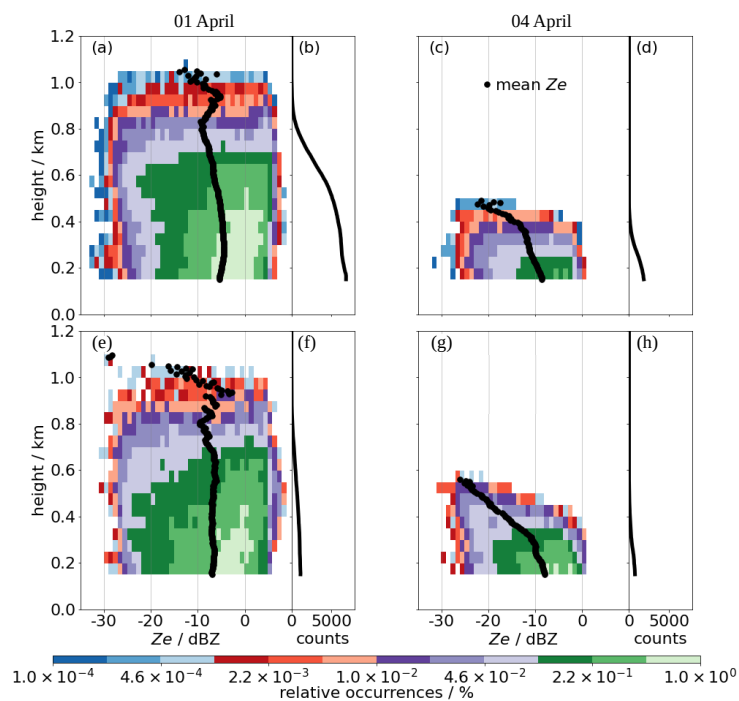 01 April 04 April
(a) (b) (c) (d)
1.2
1.0
0.8
0.6
0.4
0.2
0.0
height / km
mean Ze
(e) (f) (g) (h)
1.2
1.0
0.8
0.6
0.4
0.2
0.0
height / km
-30 -20 -10 0 0 5000 -30 -20 -10 0 0 5000
Ze / dBZ counts Ze / dBZ counts
1.0 × 10⁻⁴ 4.6 × 10⁻⁴ 2.2 × 10⁻³ 1.0 × 10⁻² 4.6 × 10⁻² 2.2 × 10⁻¹ 1.0 × 10⁰
relative occurrences / %